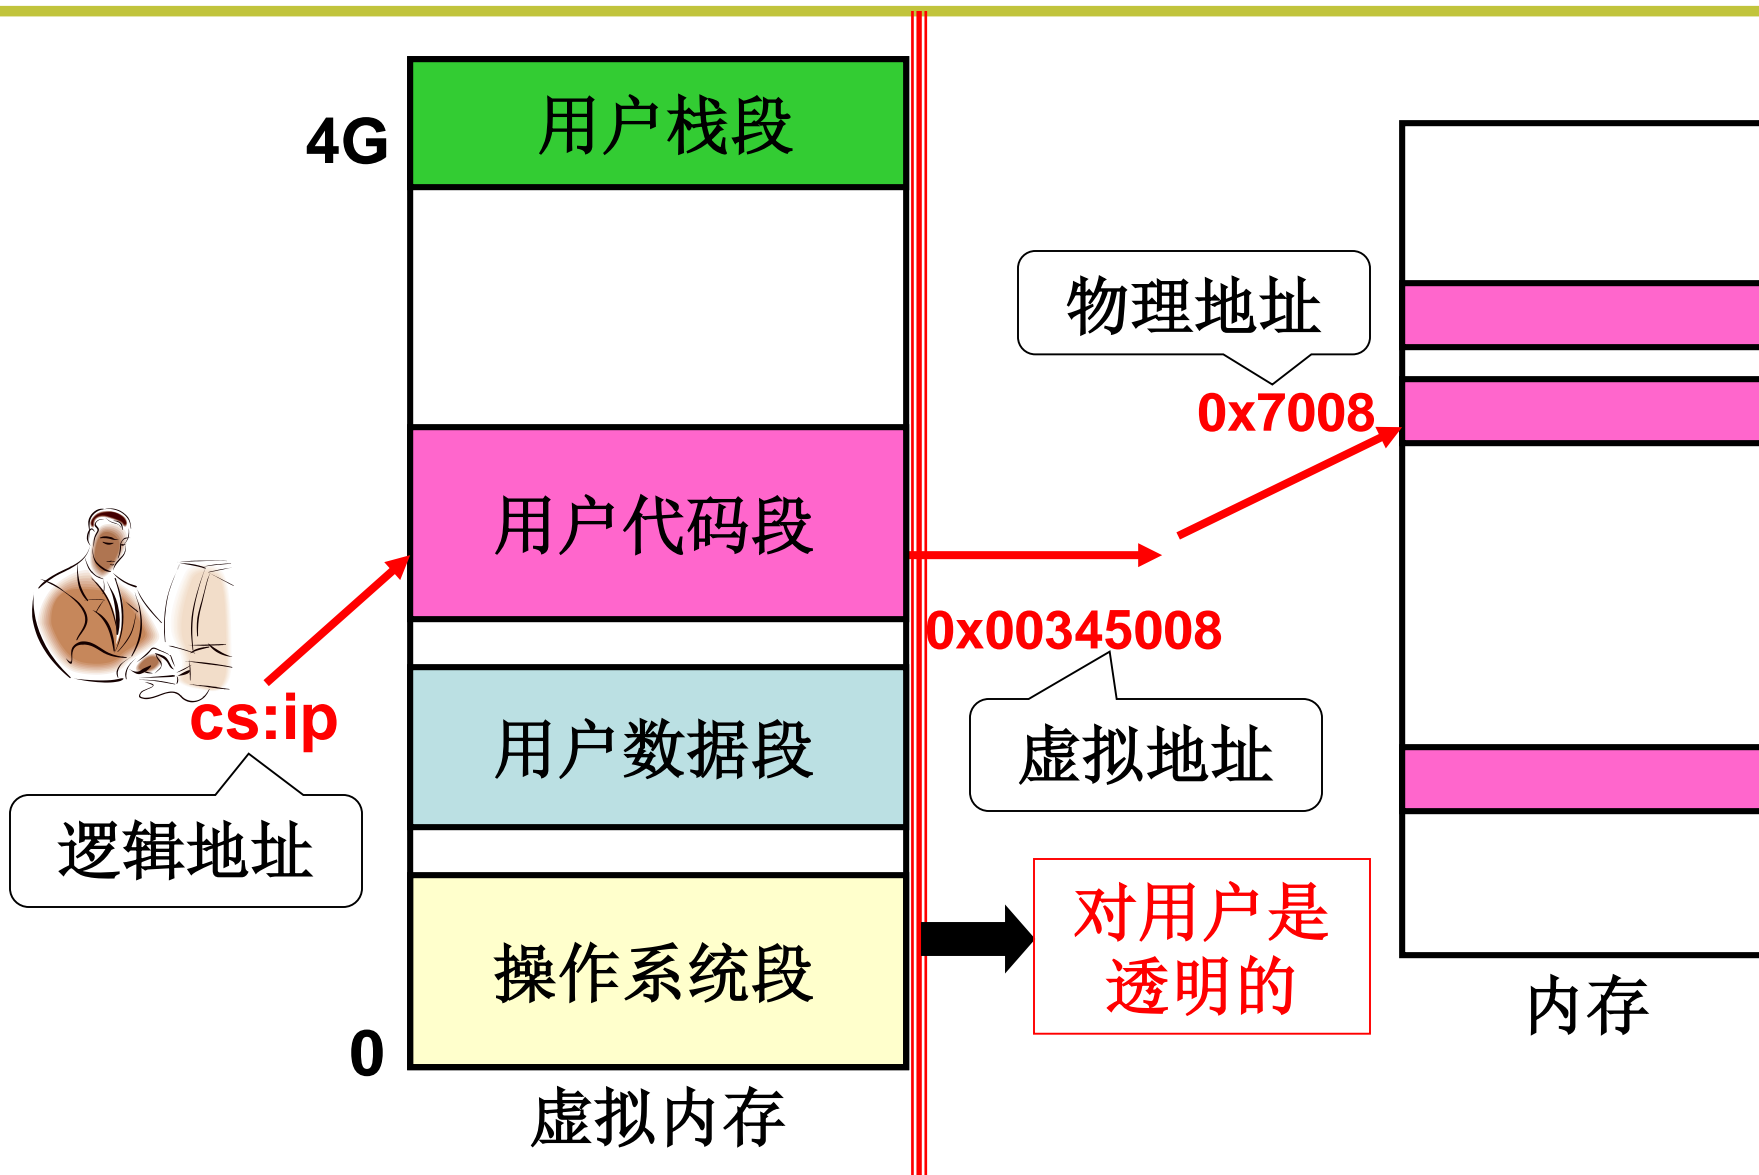 用户栈段
4G
物理地址
0x7008
用户代码段
0x00345008
cs:ip
用户数据段
虚拟地址
逻辑地址
对用户是
透明的
操作系统段
内存
0
虚拟内存